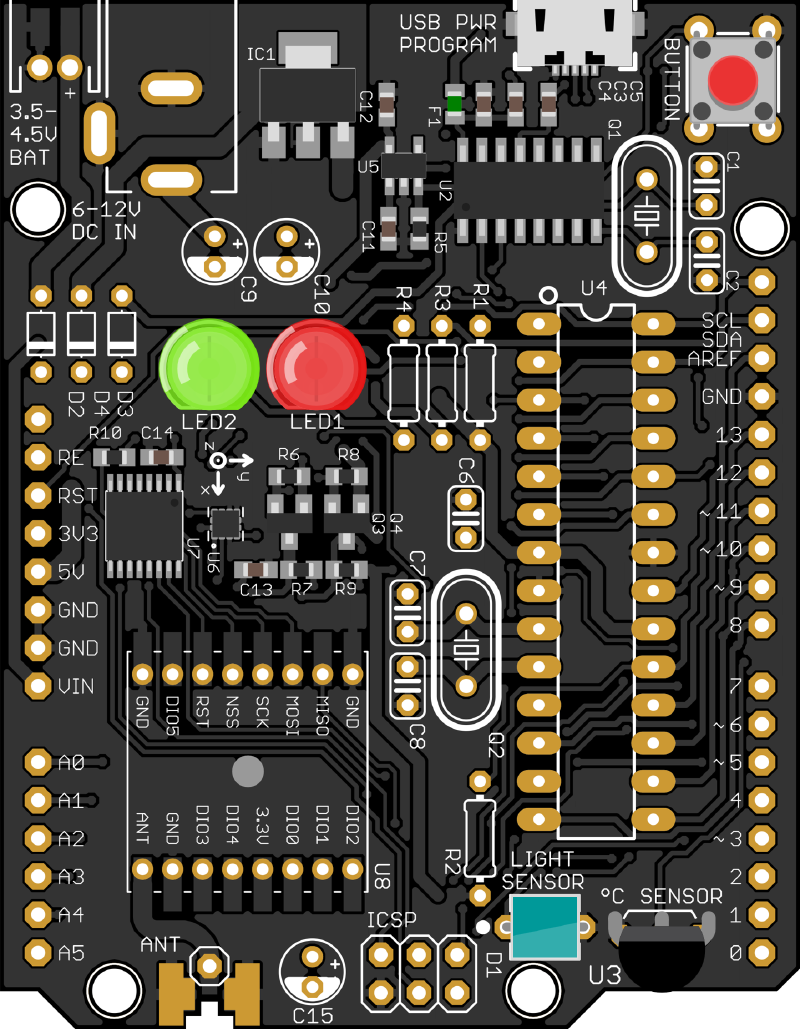 USB PWR
PROGRAM
IC1
BUTTON
C5
C3
C4
+
3.5-
4.5V
BAT
C12
F1
Q1
U5
U2
C1
6-12V
DC IN
+
+
C11
R5
C9
C10
C2
U4
R4
R3
R1
SCL
SDA
AREF
D2
D4
D3
LED2
LED1
GND
R10
C14
z
y
x
R6
R8
13
RE
C6
12
RST
Q3
Q4
~11
3V3
U7
U6
~10
5V
C13
R7
R9
C7
~9
GND
8
GND
VIN
GND
DIO5
RST
NSS
SCK
MOSI
MISO
GND
7
C8
Q2
~6
A0
~5
A1
4
ANT
GND
DIO3
DIO4
3.3V
DIO0
DIO1
DIO2
A2
~3
R2
LIGHT
SENSOR
A3
U8
2
°C SENSOR
A4
ICSP
1
ANT
A5
+
D1
U3
0
C15